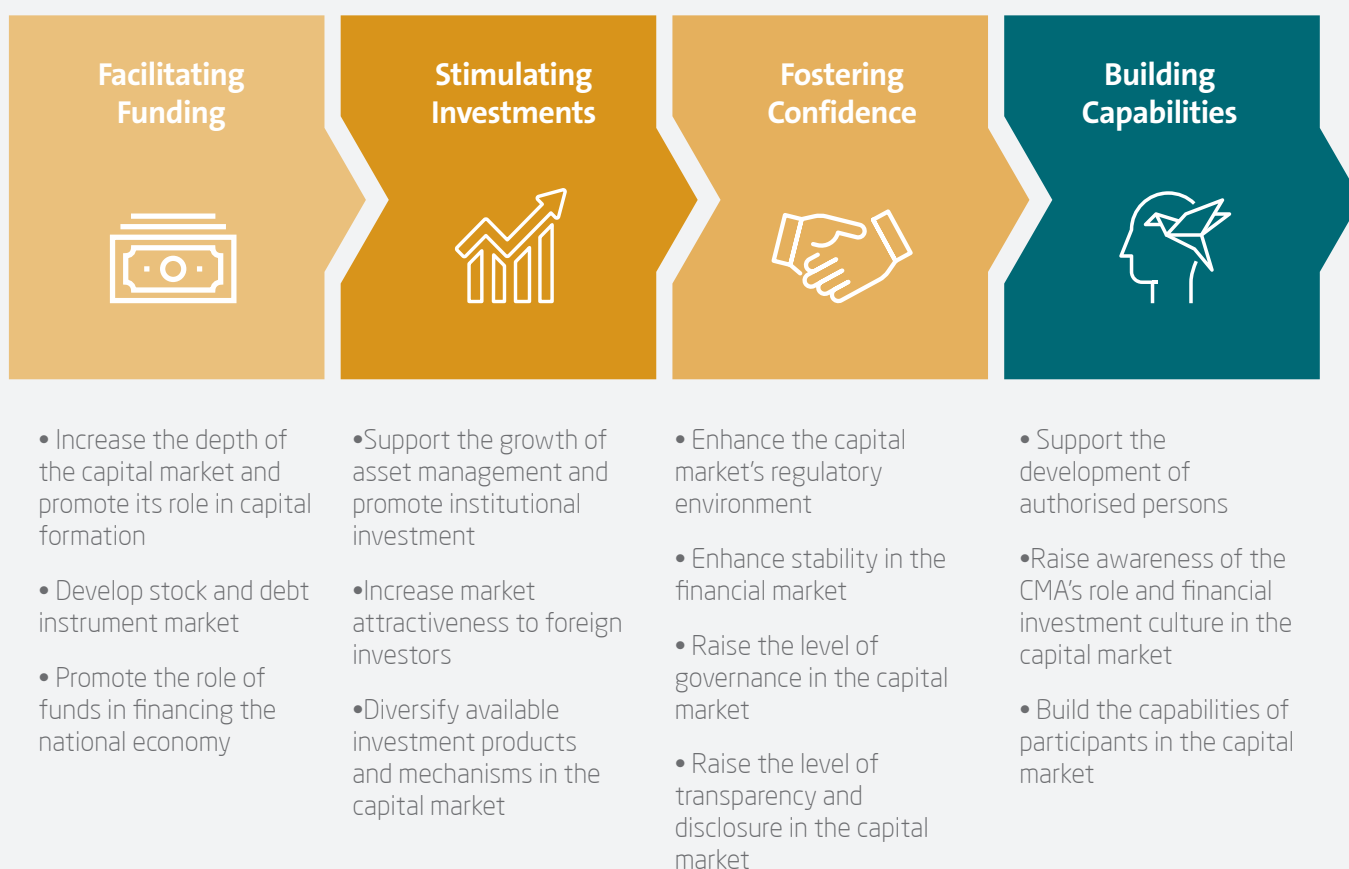 Facilitating
Funding
Stimulating
Investments
Fostering
Confidence
Building
Capabilities
• Increase the depth of
the capital market and
promote its role in capital
formation
• Develop stock and debt
instrument market
• Promote the role of
funds in financing the
national economy
•Support the growth of
asset management and
promote institutional
investment
•Increase market
attractiveness to foreign
investors
•Diversify available
investment products
and mechanisms in the
capital market
• Enhance the capital
market's regulatory
environment
• Enhance stability in the
financial market
• Raise the level of
governance in the capital
market
• Raise the level of
transparency and
disclosure in the capital
market
• Support the
development of
authorised persons
•Raise awareness of the
CMA's role and financial
investment culture in the
capital market
• Build the capabilities of
participants in the capital
market